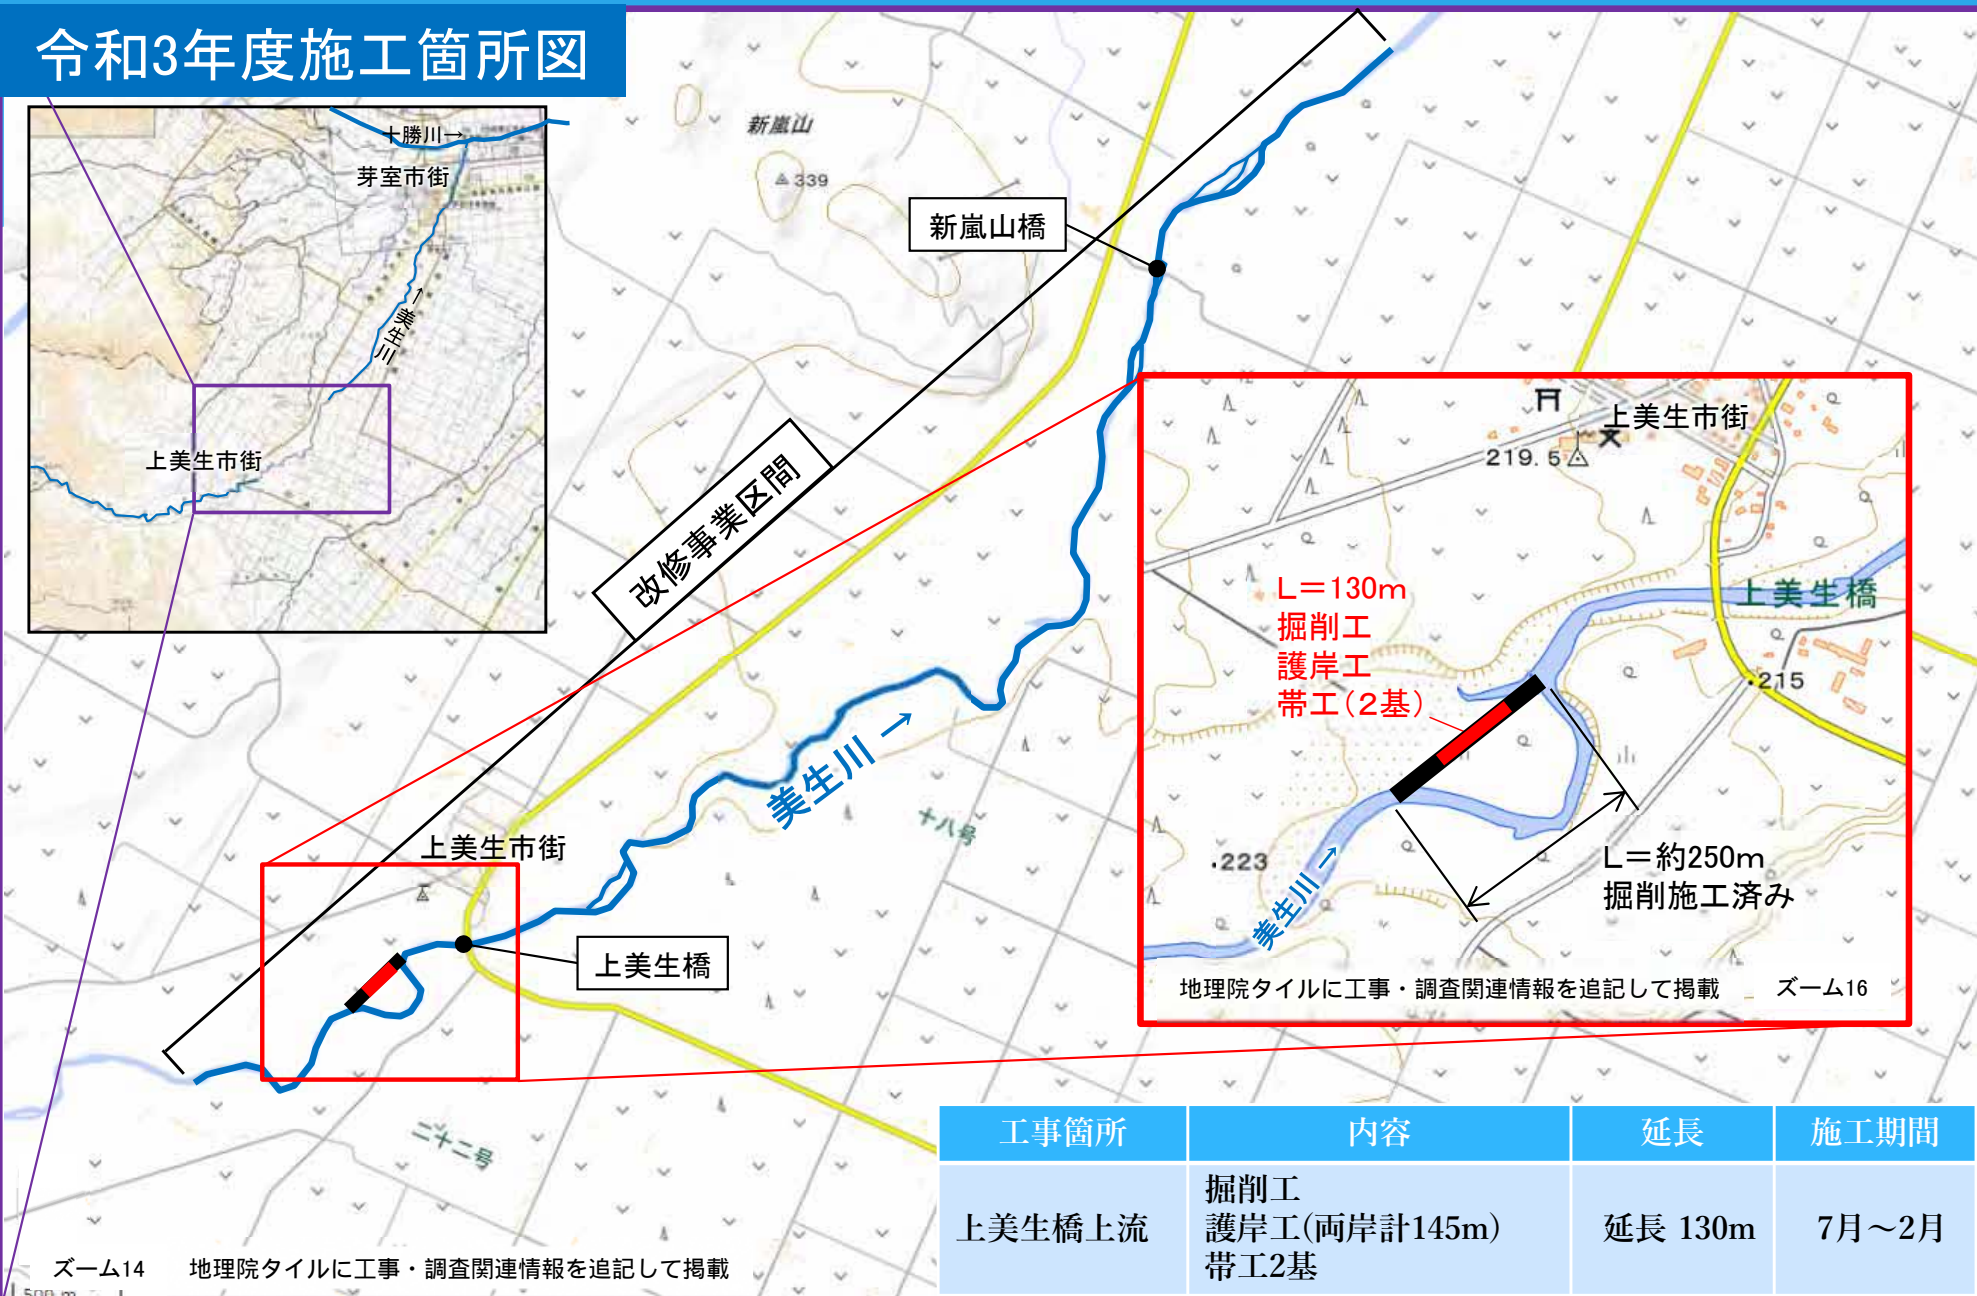 令和3年度施工箇所図
十勝川→
芽室市街
←美生川
上美生市街
新嵐山
339
新嵐山橋
改修事業区間
美生川→
十八号
上美生市街
上美生橋
二十二号
上美生市街
219.5
上美生橋
215
L=130m
掘削工
護岸工
帯工(2基)
L=約250m
掘削施工済み
.223
美生川→
地理院タイルに工事・調査関連情報を追記して掲載 ズーム16
工事箇所 内容 延長 施工期間
上美生橋上流 掘削工 延長 130m 7月~2月
護岸工(両岸計145m)
帯工2基
ズーム14 地理院タイルに工事・調査関連情報を追記して掲載
500 m